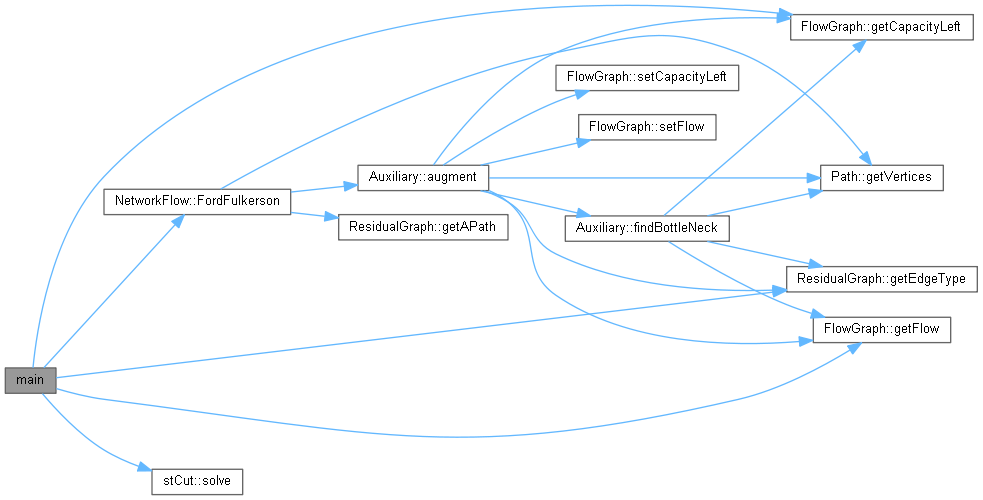 FlowGraph::getCapacityLeft
FlowGraph::setCapacityLeft
FlowGraph::setFlow
Auxiliary::augment
Path::getVertices
NetworkFlow::FordFulkerson
ResidualGraph::getAPath
Auxiliary::findBottleNeck
ResidualGraph::getEdgeType
FlowGraph::getFlow
main
stCut::solve